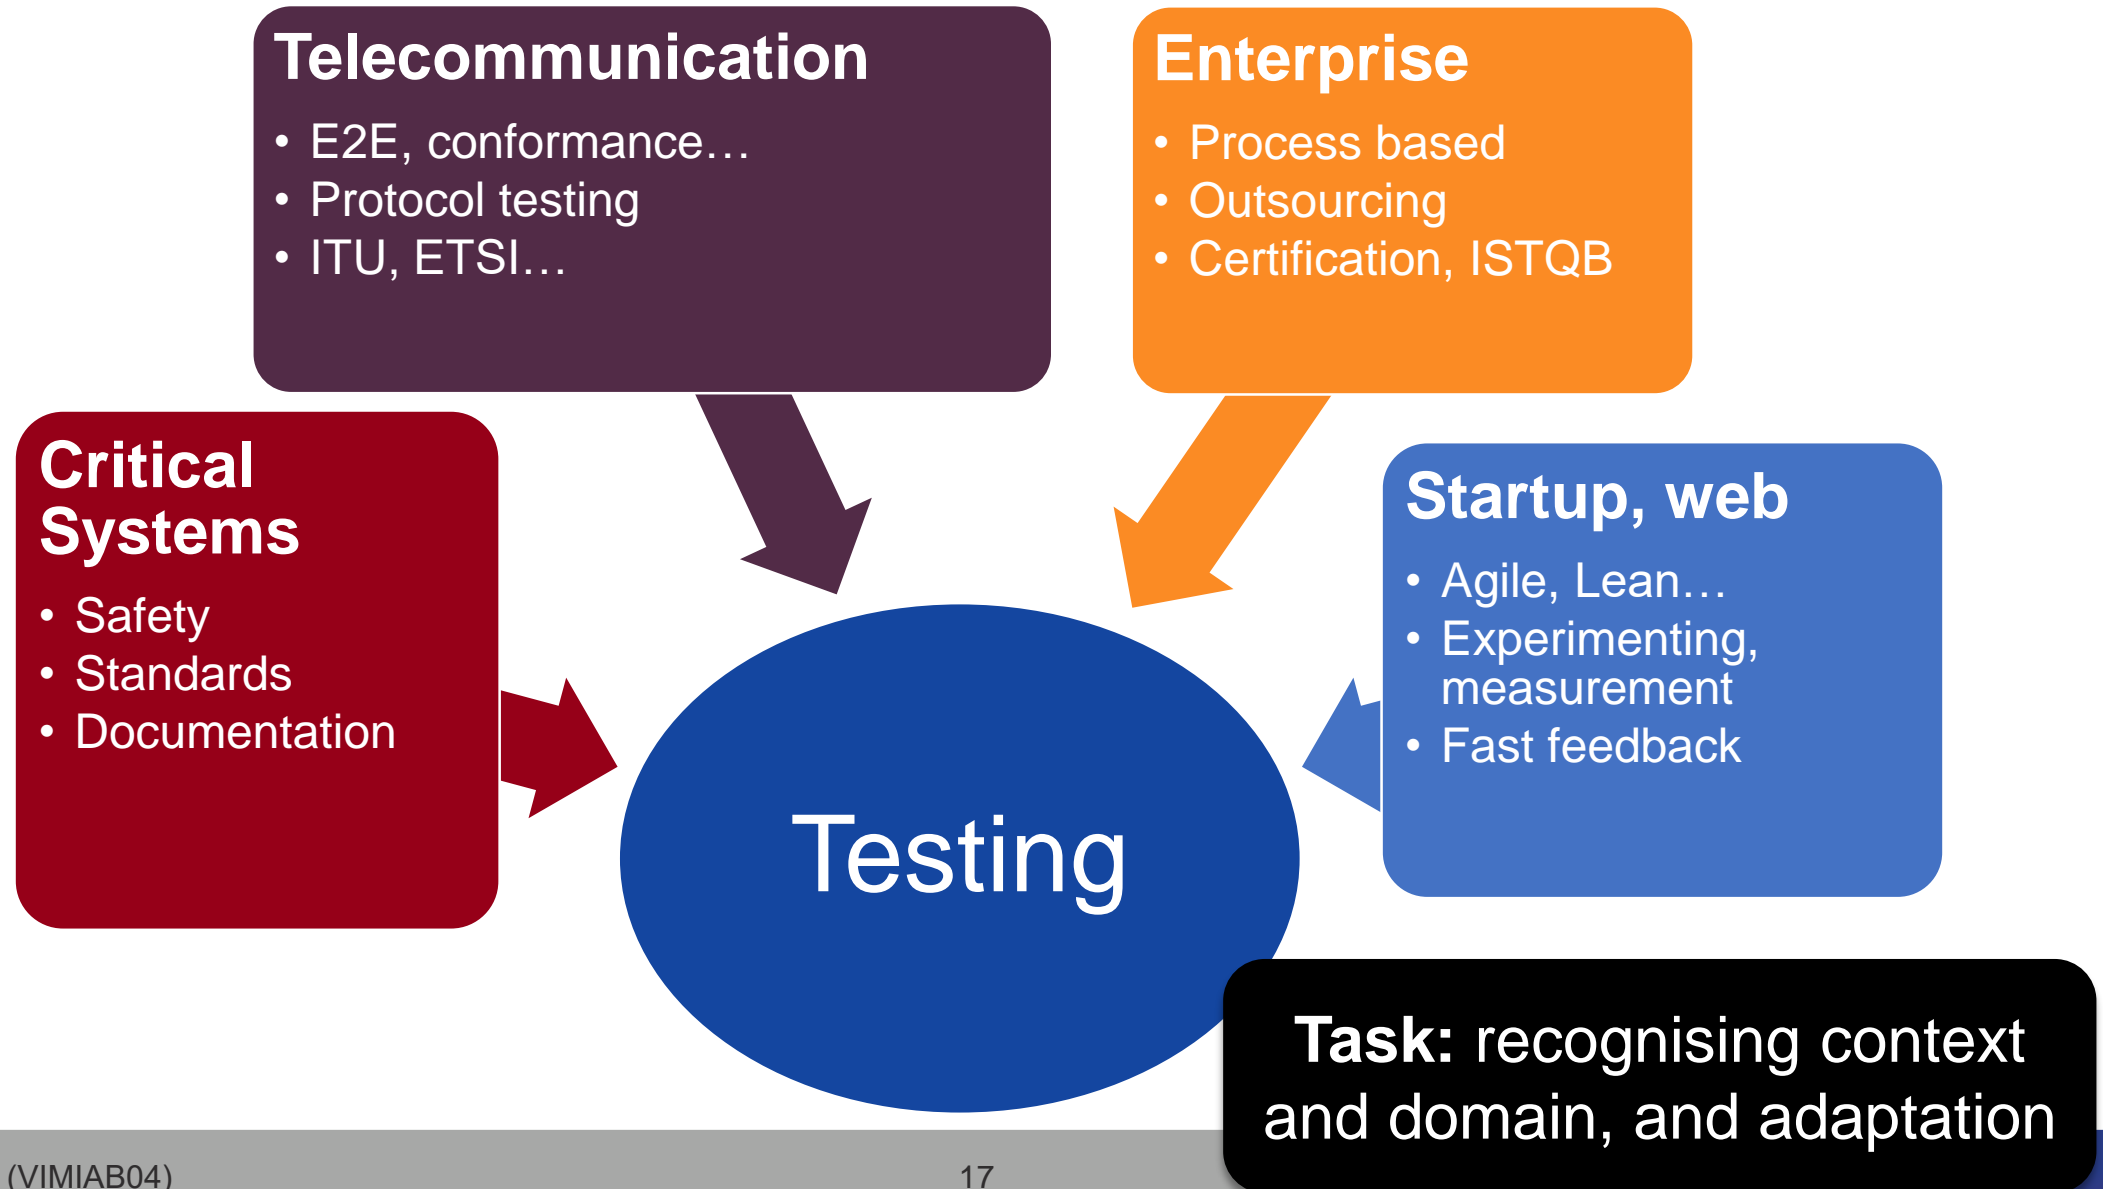 Telecommunication
• E2E, conformance…
• Protocol testing
• ITU, ETSI…
Enterprise
• Process based
• Outsourcing
• Certification, ISTQB
Critical
Systems
• Safety
• Standards
• Documentation
Startup, web
• Agile, Lean…
• Experimenting,
measurement
• Fast feedback
Testing
Task: recognising context
and domain, and adaptation
(VIMIAB04)
17